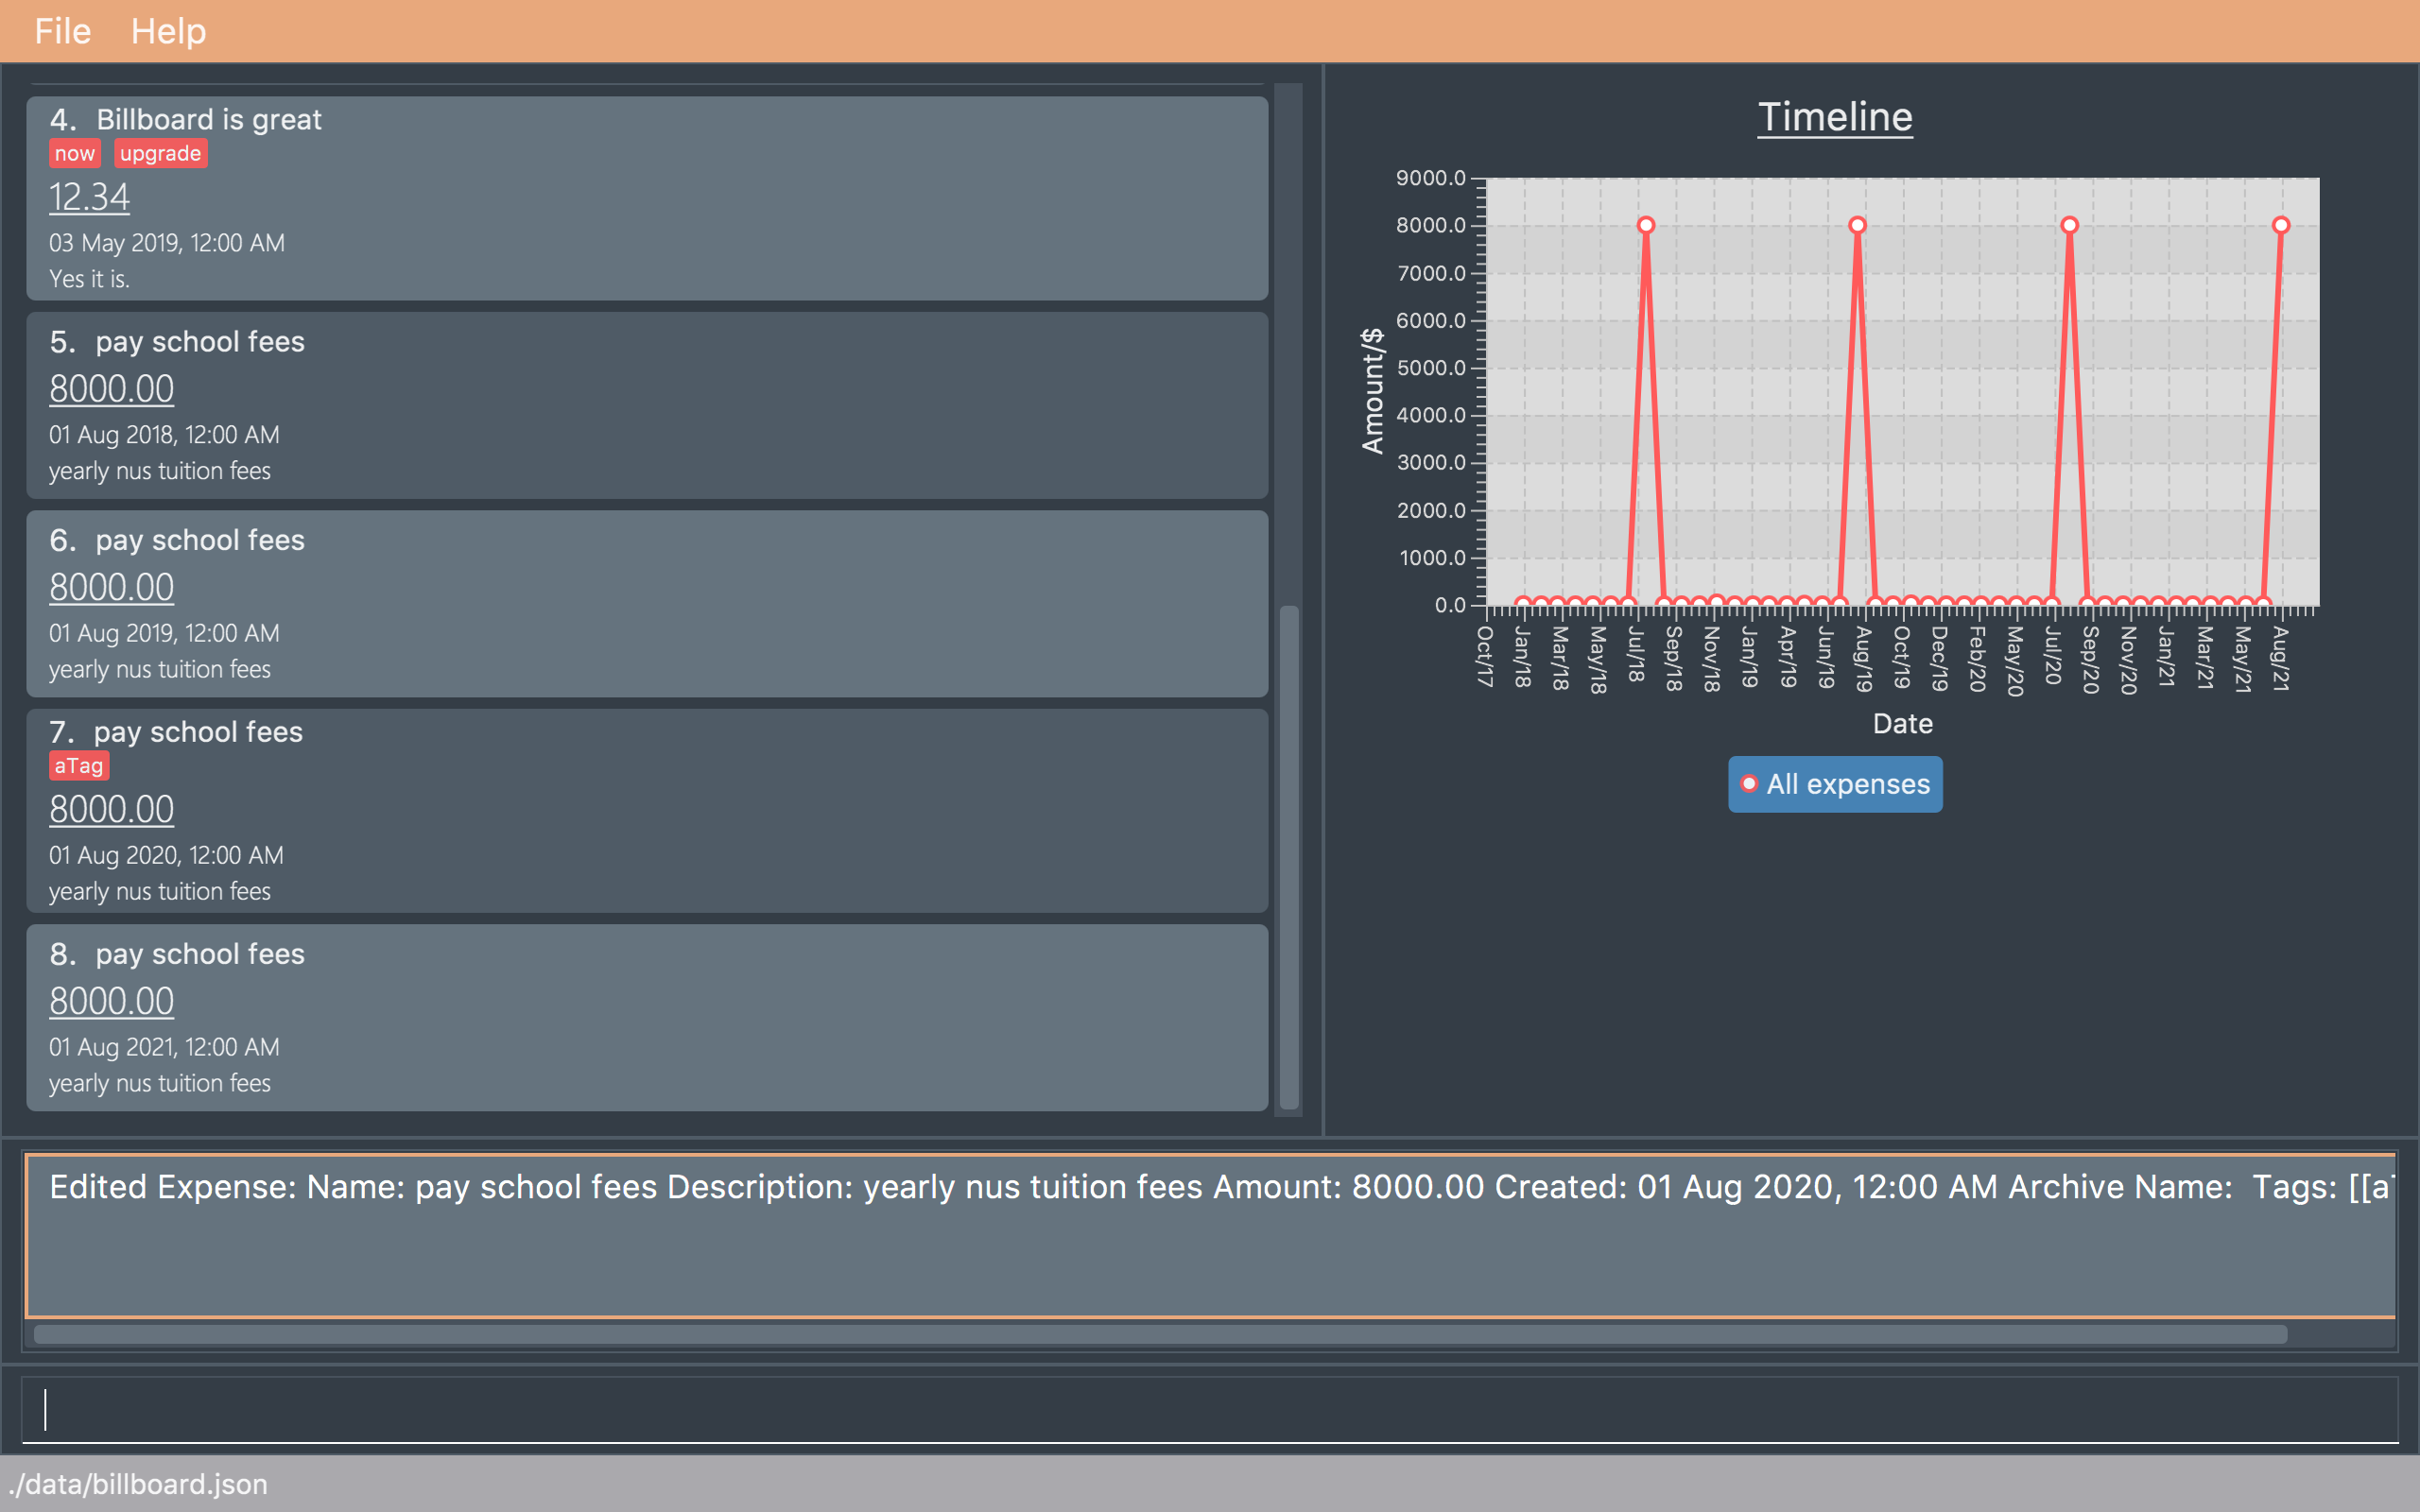 File Help
4. Billboard is great
now upgrade
12.34
03 May 2019, 12:00 AM
Yes it is.
5. pay school fees
8000.00
01 Aug 2018, 12:00 AM
yearly nus tuition fees
6. pay school fees
8000.00
01 Aug 2019, 12:00 AM
yearly nus tuition fees
7. pay school fees
aTag
8000.00
01 Aug 2020, 12:00 AM
yearly nus tuition fees
8. pay school fees
8000.00
01 Aug 2021, 12:00 AM
yearly nus tuition fees
Timeline
Amount/$
9000.0
8000.0
7000.0
6000.0
5000.0
4000.0
3000.0
2000.0
1000.0
0.0
Oct/17 Jan/18 Mar/18 May/18 Jul/18 Sep/18 Nov/18 Jan/19 Apr/19 Jun/19 Aug/19 Oct/19 Dec/19 Feb/20 May/20 Jul/20 Sep/20 Nov/20 Jan/21 Mar/21 May/21 Aug/21
Date
All expenses
Edited Expense: Name: pay school fees Description: yearly nus tuition fees Amount: 8000.00 Created: 01 Aug 2020, 12:00 AM Archive Name: Tags: [[a
./data/billboard.json